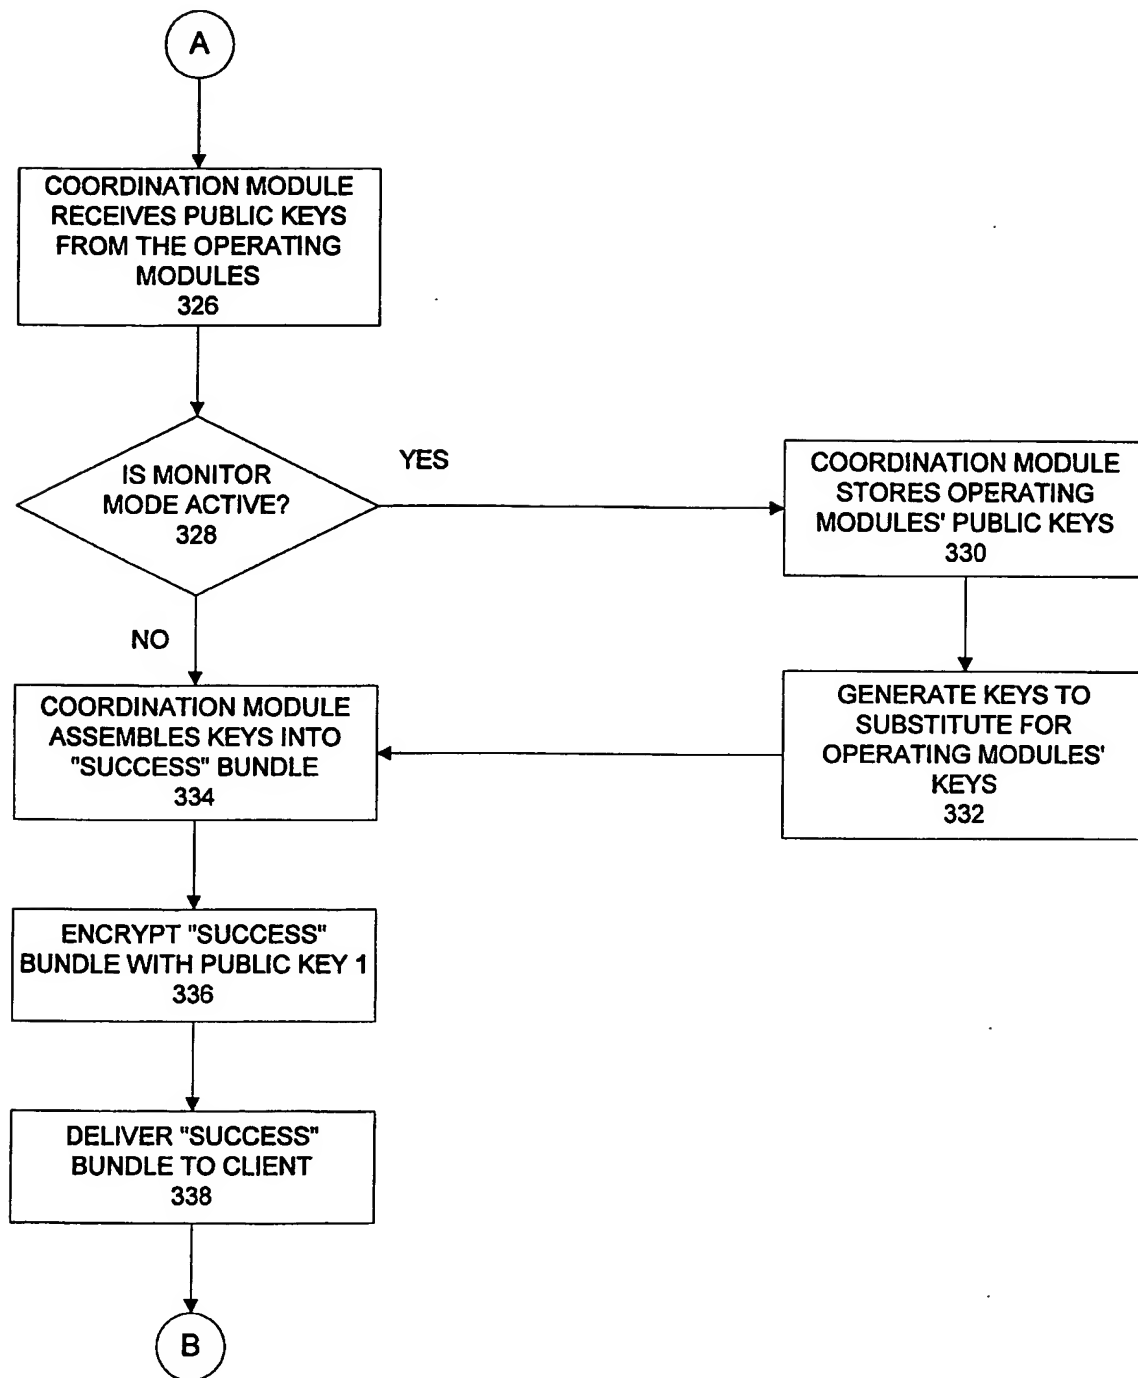 A
COORDINATION MODULE
RECEIVES PUBLIC KEYS
FROM THE OPERATING
MODULES
326
IS MONITOR
MODE ACTIVE?
328
YES
COORDINATION MODULE
STORES OPERATING
MODULES' PUBLIC KEYS
330
NO
GENERATE KEYS TO
SUBSTITUTE FOR
OPERATING MODULES'
KEYS
332
COORDINATION MODULE
ASSEMBLES KEYS INTO
"SUCCESS" BUNDLE
334
ENCRYPT "SUCCESS"
BUNDLE WITH PUBLIC KEY 1
336
DELIVER "SUCCESS"
BUNDLE TO CLIENT
338
B